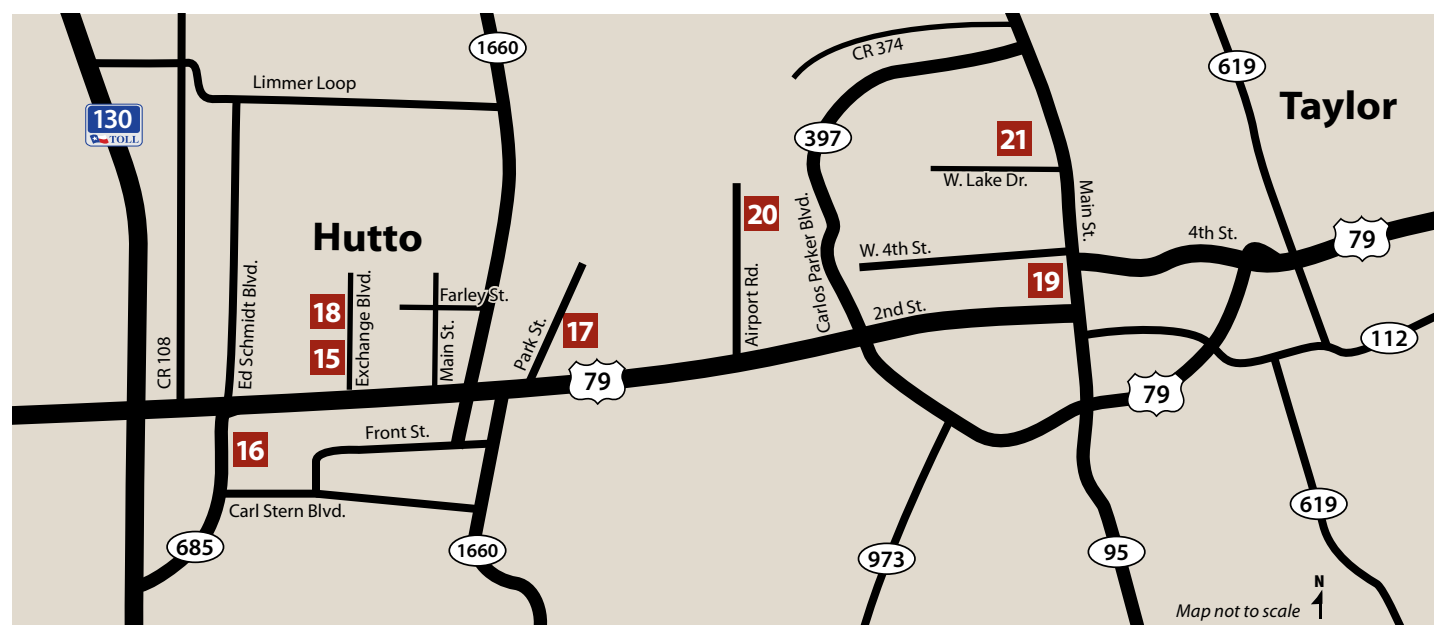 1660
CR 374
619
Limmer Loop
Taylor
130
TOLL
397
21
W. Lake Dr.
20
Main St.
Hutto
Carlos Parker Blvd.
W. 4th St.
4th St.
79
Ed Schmidt Blvd.
Exchange Blvd.
Farley St.
Airport Rd.
19
18
2nd St.
17
Park St.
Main St.
CR 108
15
112
79
79
Front St.
16
Carl Stern Blvd.
619
685
1660
973
95
N
Map not to scale